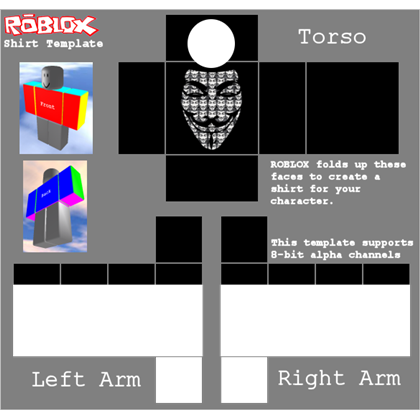 ROBLOX
Shirt Template
Torso
Front
Back
ROBLOX folds up these
faces to create a
shirt for your
character.
This template supports
8-bit alpha channels
Left Arm
Right Arm